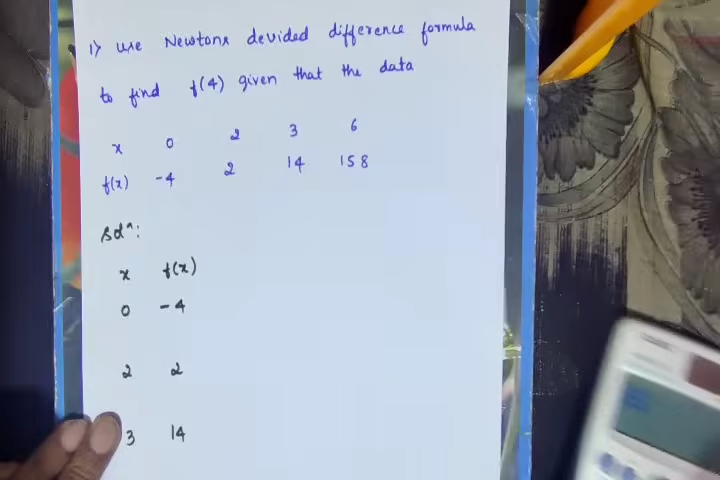 1) Use Newtons devided difference formula
to find f(4) given that the data
x 0 2 3 6
f(x) -4 2 14 158
Soln:
x f(x)
0 -4
2 2
3 14